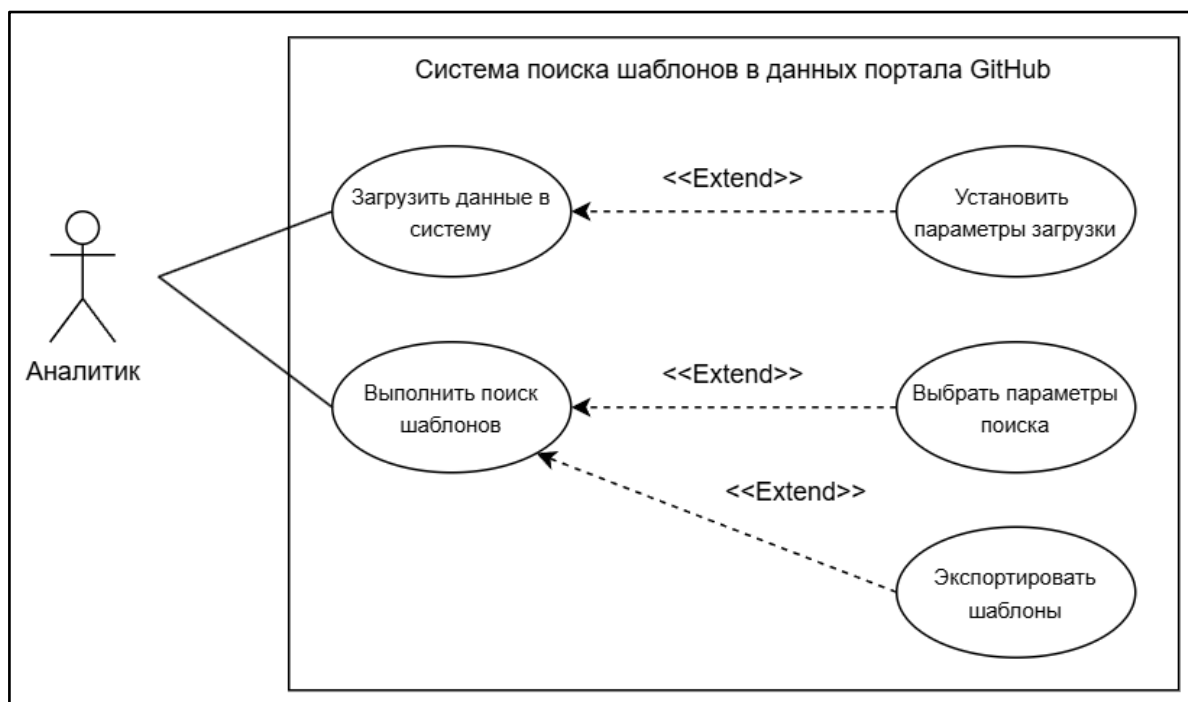 Система поиска шаблонов в данных портала GitHub
Загрузить данные в
систему
<<Extend>>
Установить
параметры загрузки
Аналитик
Выполнить поиск
шаблонов
<<Extend>>
Выбрать параметры
поиска
<<Extend>>
Экспортировать
шаблоны